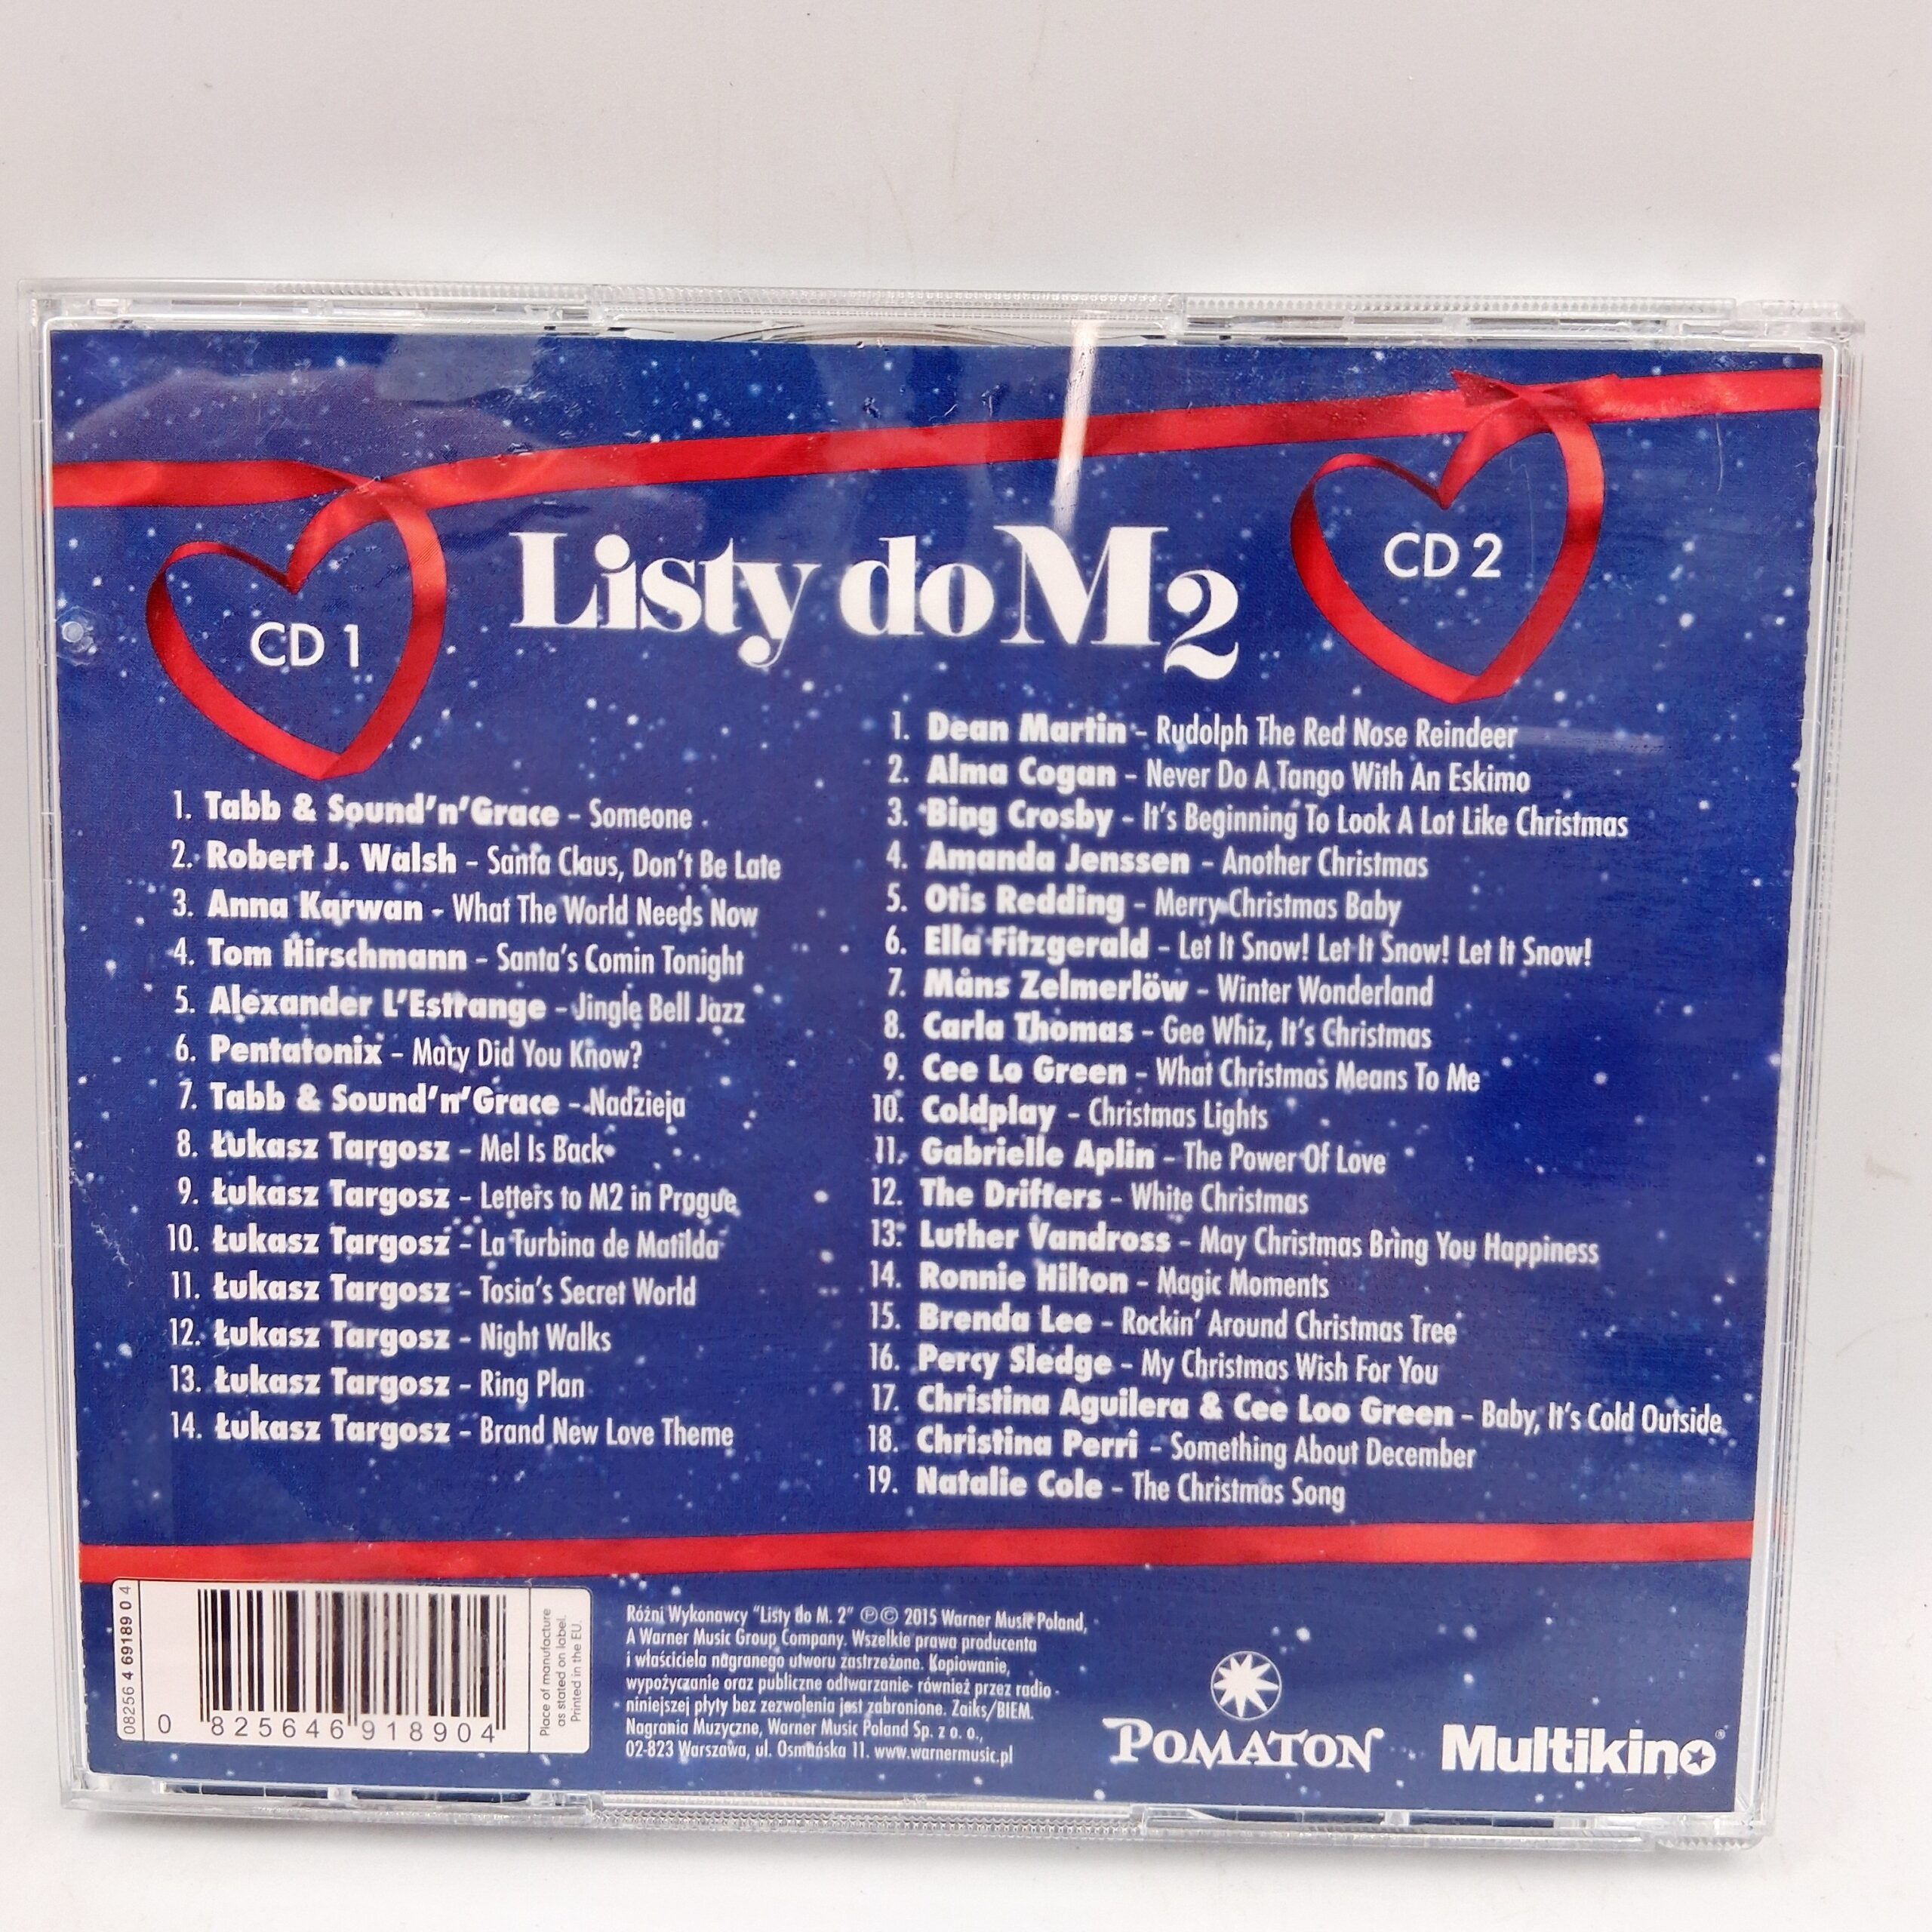 Listy do M2
CD 1
1. Tabb & Sound'n'Grace – Someone
2. Robert J. Walsh – Santa Claus, Don't Be Late
3. Anna Karwan – What The World Needs Now
4. Tom Hirschmann – Santa's Comin Tonight
5. Alexander L'Estrange – Jingle Bell Jazz
6. Pentatonix – Mary Did You Know?
7. Tabb & Sound'n'Grace – Nadzieja
8. Łukasz Targosz – Mel Is Back
9. Łukasz Targosz – Letters to M2 in Prague
10. Łukasz Targosz – La Turbina de Matilda
11. Łukasz Targosz – Tosia's Secret World
12. Łukasz Targosz – Night Walks
13. Łukasz Targosz – Ring Plan
14. Łukasz Targosz – Brand New Love Theme
CD 2
1. Dean Martin – Rudolph The Red Nose Reindeer
2. Alma Cogan – Never Do A Tango With An Eskimo
3. Bing Crosby – It's Beginning To Look A Lot Like Christmas
4. Amanda Jenssen – Another Christmas
5. Otis Redding – Merry Christmas Baby
6. Ella Fitzgerald – Let It Snow! Let It Snow! Let It Snow!
7. Måns Zelmerlöw – Winter Wonderland
8. Carla Thomas – Gee Whiz, It's Christmas
9. Cee Lo Green – What Christmas Means To Me
10. Coldplay – Christmas Lights
11. Gabrielle Aplin – The Power Of Love
12. The Drifters – White Christmas
13. Luther Vandross – May Christmas Bring You Happiness
14. Ronnie Hilton – Magic Moments
15. Brenda Lee – Rockin' Around Christmas Tree
16. Percy Sledge – My Christmas Wish For You
17. Christina Aguilera & Cee Loo Green – Baby, It's Cold Outside
18. Christina Perri – Something About December
19. Natalie Cole – The Christmas Song
08256 4 69189 0 4
0 825646 918904
Place of manufacture
as stated on label.
Printed in the EU.
Różni Wykonawcy "Listy do M. 2" ℗© 2015 Warner Music Poland,
A Warner Music Group Company. Wszelkie prawa producenta
i właściciela nagranego utworu zastrzeżone. Kopiowanie,
wypożyczanie oraz publiczne odtwarzanie- również przez radio -
niniejszej płyty bez zezwolenia jest zabronione. Zaiks/BIEM.
Nagrania Muzyczne, Warner Music Poland Sp. z o. o.,
02-823 Warszawa, ul. Osmańska 11. www.warnermusic.pl
POMATON
Multikino